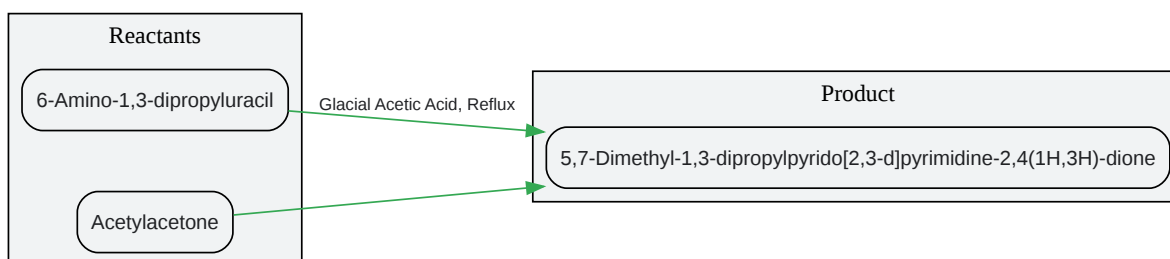 Reactants
6-Amino-1,3-dipropyluracil
Acetylacetone
Glacial Acetic Acid, Reflux
Product
5,7-Dimethyl-1,3-dipropylpyrido[2,3-d]pyrimidine-2,4(1H,3H)-dione